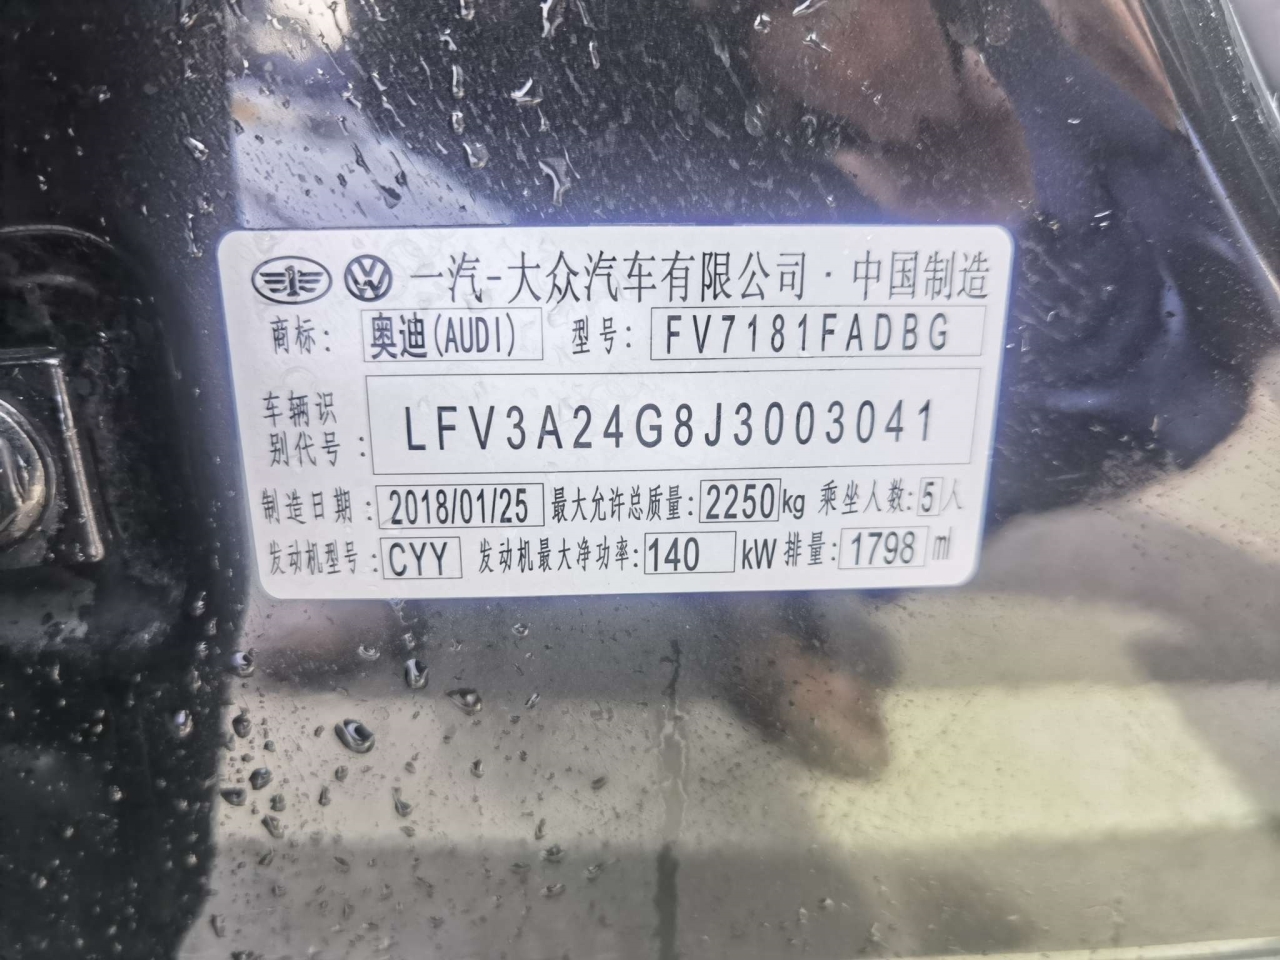 一汽-大众汽车有限公司·中国制造
商标: 奥迪(AUDI) 型号: FV7181FADBG
车辆识别代号: LFV3A24G8J3003041
制造日期: 2018/01/25 最大允许总质量: 2250kg 乘坐人数: 5人
发动机型号: CYY 发动机最大净功率: 140 kW 排量: 1798 ml